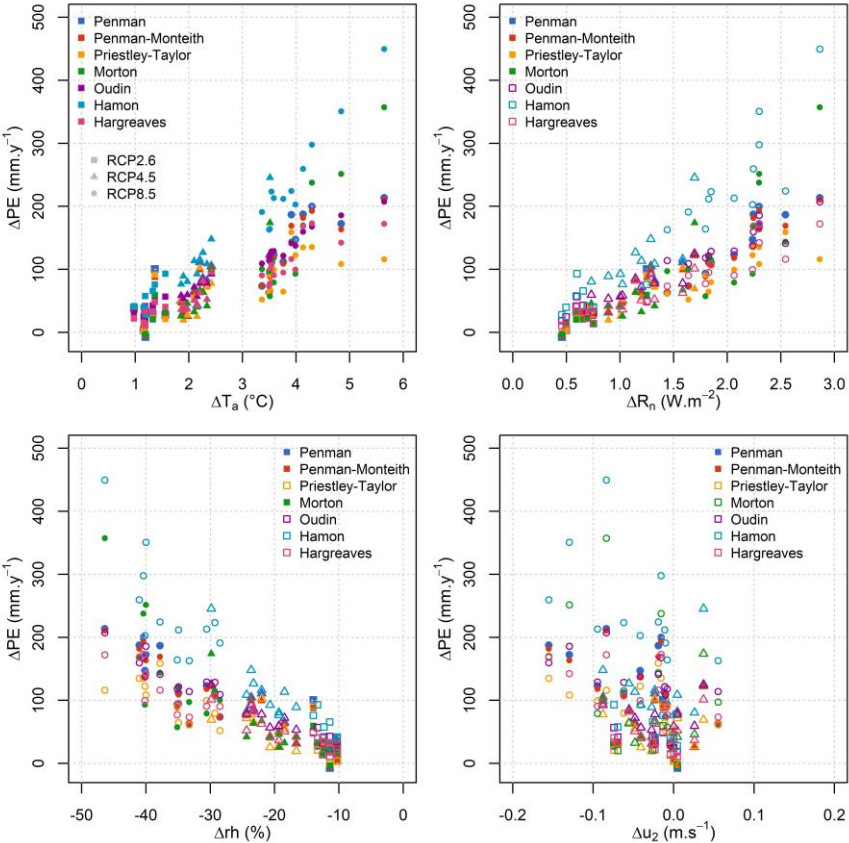 500
400
300
200
100
0
ΔPE (mm.y⁻¹)
Penman
Penman-Monteith
Priestley-Taylor
Morton
Oudin
Hamon
Hargreaves
RCP2.6
RCP4.5
RCP8.5
0 1 2 3 4 5 6
ΔTₐ (°C)
500
400
300
200
100
0
ΔPE (mm.y⁻¹)
Penman
Penman-Monteith
Priestley-Taylor
Morton
Oudin
Hamon
Hargreaves
0.0 0.5 1.0 1.5 2.0 2.5 3.0
ΔRₙ (W.m⁻²)
500
400
300
200
100
0
ΔPE (mm.y⁻¹)
Penman
Penman-Monteith
Priestley-Taylor
Morton
Oudin
Hamon
Hargreaves
-50 -40 -30 -20 -10 0
Δrh (%)
500
400
300
200
100
0
ΔPE (mm.y⁻¹)
Penman
Penman-Monteith
Priestley-Taylor
Morton
Oudin
Hamon
Hargreaves
-0.2 -0.1 0.0 0.1 0.2
Δu₂ (m.s⁻¹)